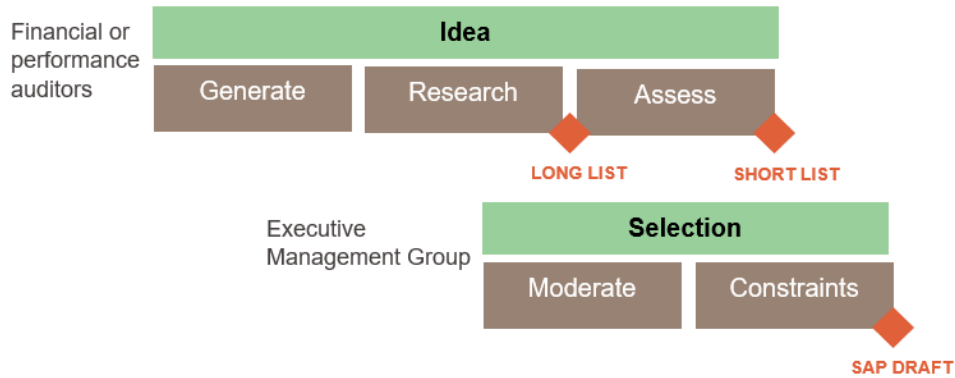 Financial or
performance
auditors
Idea
Generate
Research
Assess
LONG LIST
SHORT LIST
Executive
Management Group
Selection
Moderate
Constraints
SAP DRAFT